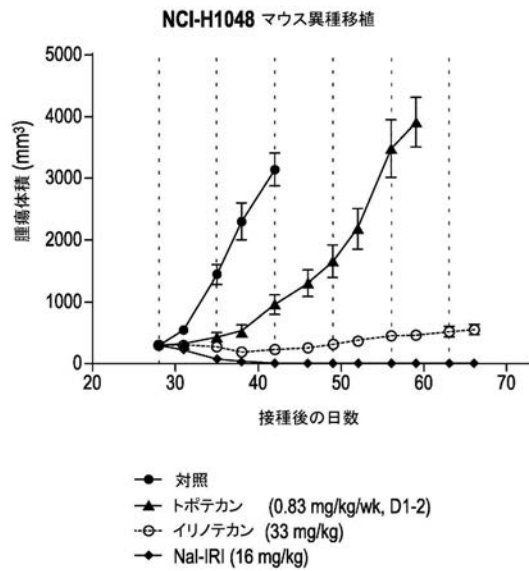 NCI-H1048 マウス異種移植
5000
4000
3000
2000
1000
0
腫瘍体積 (mm³)
20 30 40 50 60 70
接種後の日数
対照
トポテカン (0.83 mg/kg/wk, D1-2)
イリノテカン (33 mg/kg)
Nal-IRI (16 mg/kg)